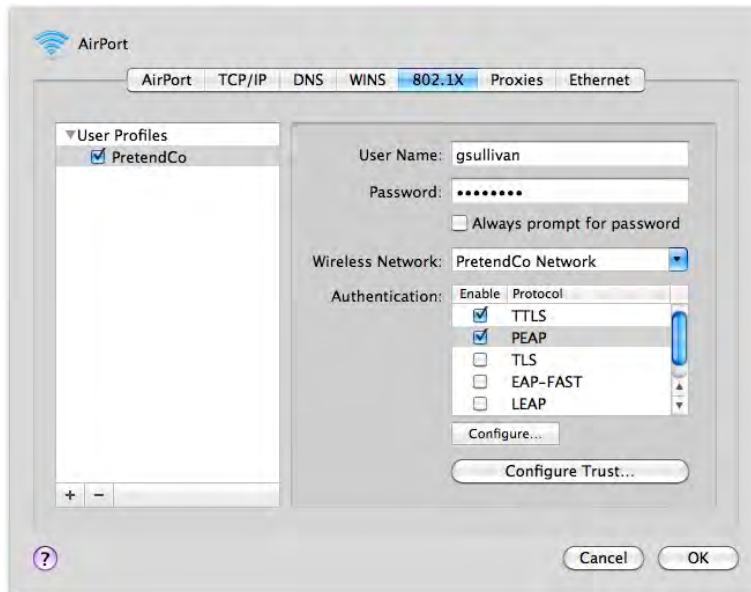 AirPort
AirPort TCP/IP DNS WINS 802.1X Proxies Ethernet
User Profiles
PretendCo
User Name: gsullivan
Password: ••••••••
Always prompt for password
Wireless Network: PretendCo Network
Authentication: Enable Protocol
TTLS
PEAP
TLS
EAP-FAST
LEAP
Configure...
Configure Trust...
+ −
? Cancel OK